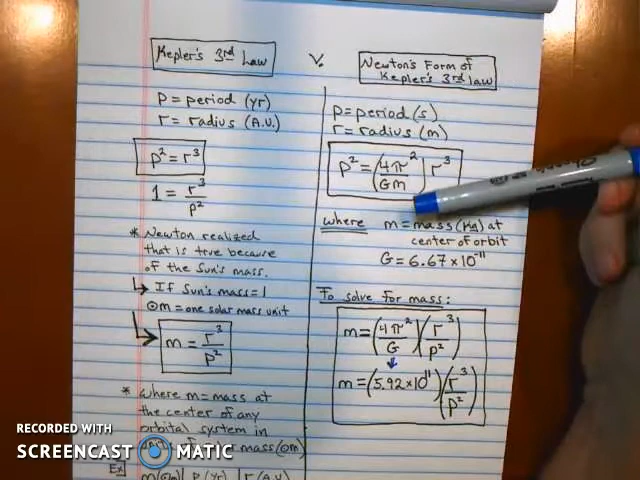 Kepler's 3rd Law
V.
Newton's Form of
Kepler's 3rd law
P = period (yr)
r = radius (A.U.)
P² = r³
1 = r³/P²
* Newton realized
that is true because
of the Sun's mass.
↳ If Sun's mass = 1
⊙m = one solar mass unit
m = r³/P²
* where m = mass at
the center of any
orbital system in
mass (⊙m)
Ex
m (⊙m) | P (yr) | r (A.U.)
P = period (s)
r = radius (m)
P² = (4π²/GM) r³
where m = mass (kg) at
center of orbit
G = 6.67 × 10⁻¹¹
To solve for mass:
m = (4π²/G)(r³/P²)
m = (5.92 × 10¹¹)(r³/P²)
RECORDED WITH
SCREENCAST MATIC